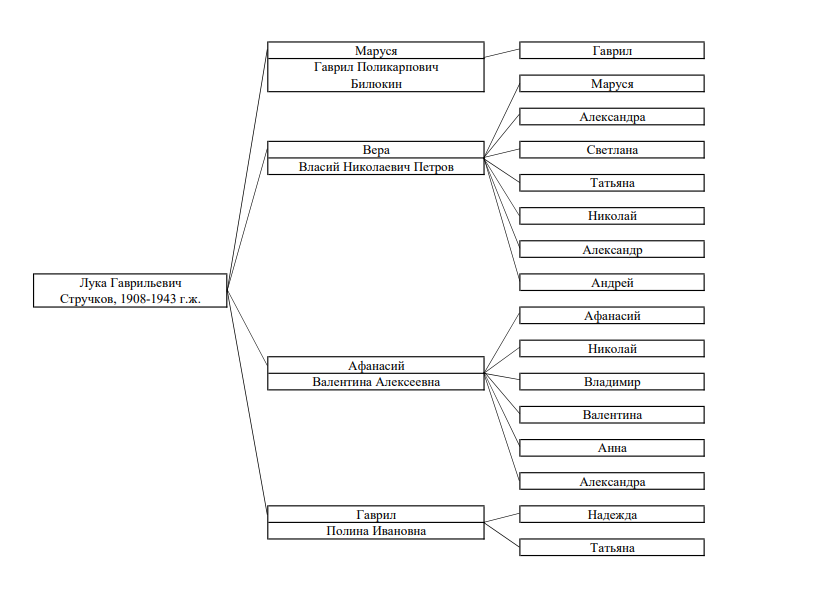 Маруся
Гаврил Поликарпович
Билюкин
Гаврил
Маруся
Александра
Вера
Власий Николаевич Петров
Светлана
Татьяна
Николай
Александр
Андрей
Лука Гаврильевич
Стручков, 1908-1943 г.ж.
Афанасий
Николай
Афанасий
Валентина Алексеевна
Владимир
Валентина
Анна
Александра
Гаврил
Полина Ивановна
Надежда
Татьяна